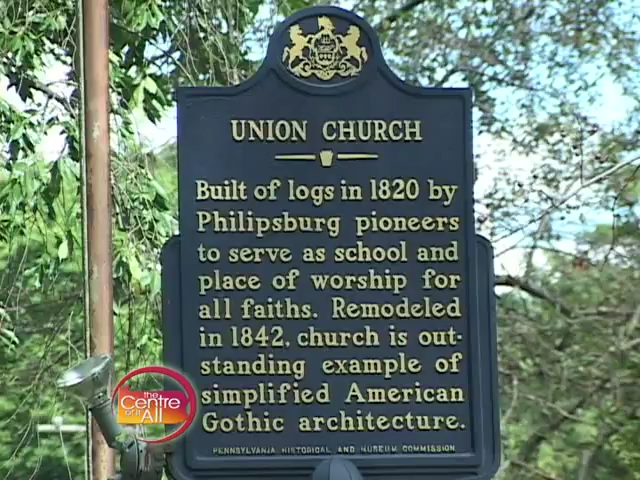 UNION CHURCH
Built of logs in 1820 by
Philipsburg pioneers
to serve as school and
place of worship for
all faiths. Remodeled
in 1842, church is out-
standing example of
simplified American
Gothic architecture.
PENNSYLVANIA HISTORICAL AND MUSEUM COMMISSION
the
Centre
of it
All